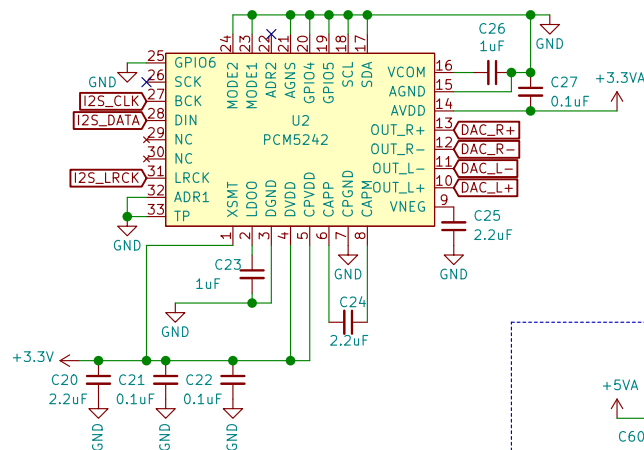 24 23 22 21 20 19 18 17
GND
C26
1uF
25 GPIO6
MODE2 MODE1 ADR2 AGNS GPIO4 GPIO5 SCL SDA
GND
26 SCK
VCOM 16
AGND 15
C27
0.1uF
+3.3VA
I2S_CLK 27 BCK
AVDD 14
I2S_DATA 28 DIN
U2
PCM5242
OUT_R+ 13 DAC_R+
29 NC
OUT_R- 12 DAC_R-
30 NC
OUT_L- 11 DAC_L-
I2S_LRCK 31 LRCK
OUT_L+ 10 DAC_L+
32 ADR1
VNEG 9
33 TP
XSMT LDOO DGND DVDD CPVDD CAPP CPGND CAPM
GND
1 2 3 4 5 6 7 8
C25
2.2uF
GND
C23
1uF
GND
GND
C24
2.2uF
+3.3V
C20
2.2uF
C21
0.1uF
C22
0.1uF
GND GND GND
+5VA
C60